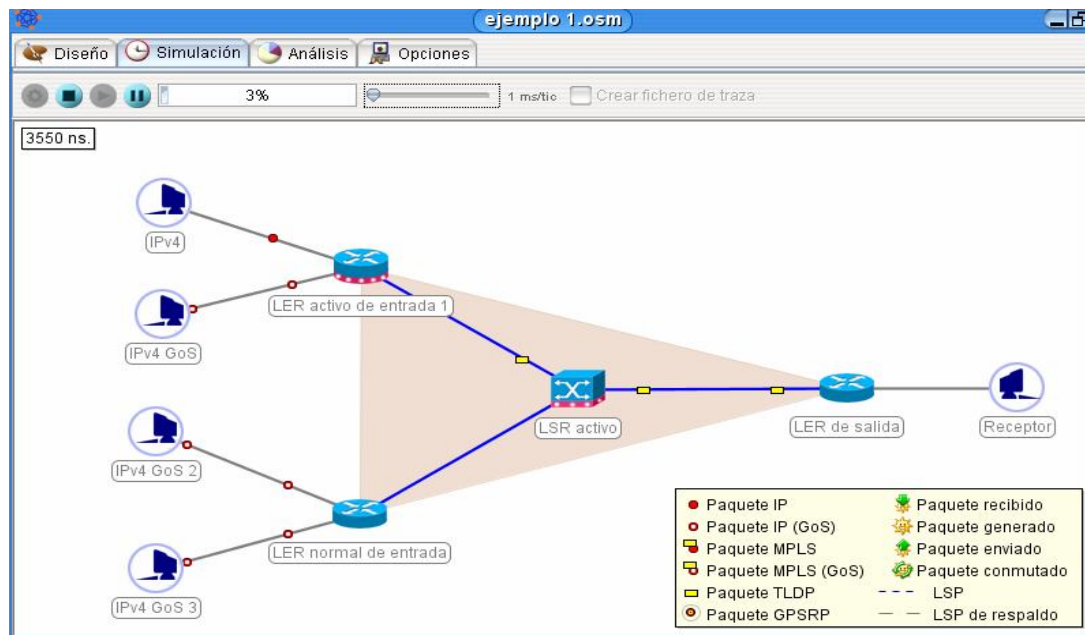 ejemplo 1.osm
Diseño Simulación Análisis Opciones
3% 1 ms/tic Crear fichero de traza
3550 ns.
IPv4
LER activo de entrada 1
IPv4 GoS
LSR activo
LER de salida
Receptor
IPv4 GoS 2
LER normal de entrada
IPv4 GoS 3
Paquete IP
Paquete IP (GoS)
Paquete MPLS
Paquete MPLS (GoS)
Paquete TLDP
Paquete GPSRP
Paquete recibido
Paquete generado
Paquete enviado
Paquete conmutado
LSP
LSP de respaldo